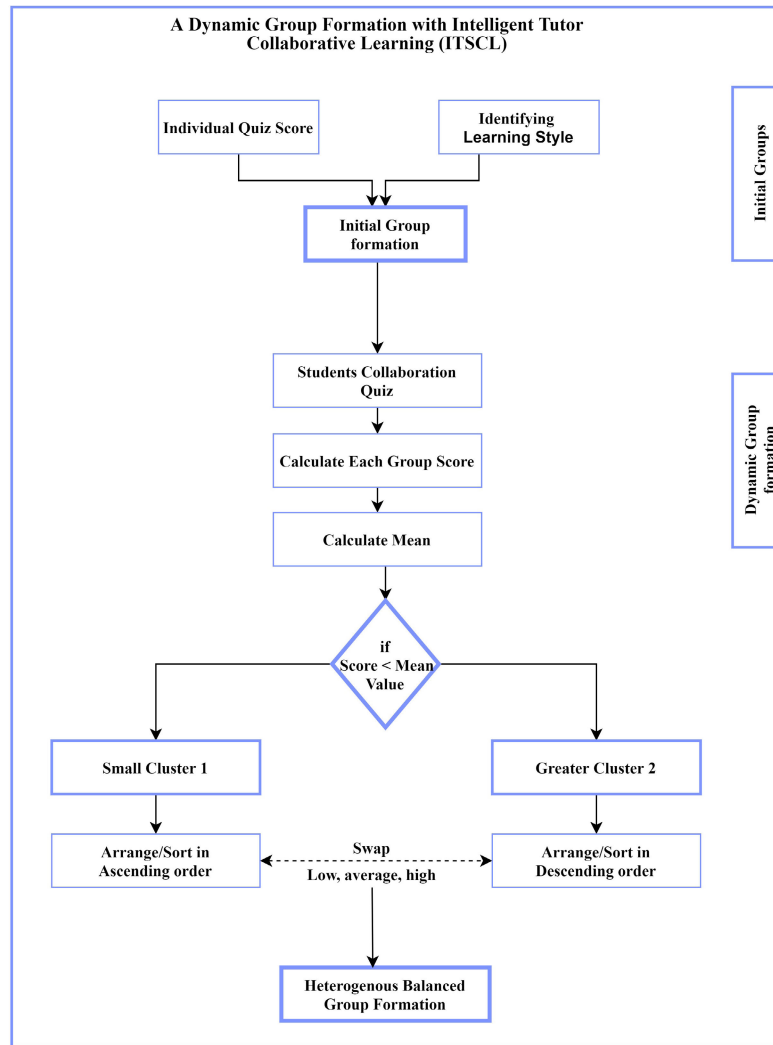 A Dynamic Group Formation with Intelligent Tutor
Collaborative Learning (ITSCL)
Individual Quiz Score
Identifying
Learning Style
Initial Groups
Initial Group
formation
Students Collaboration
Quiz
Dynamic Group
formation
Calculate Each Group Score
Calculate Mean
if
Score < Mean
Value
Small Cluster 1
Greater Cluster 2
Arrange/Sort in
Ascending order
Swap
Low, average, high
Arrange/Sort in
Descending order
Heterogenous Balanced
Group Formation